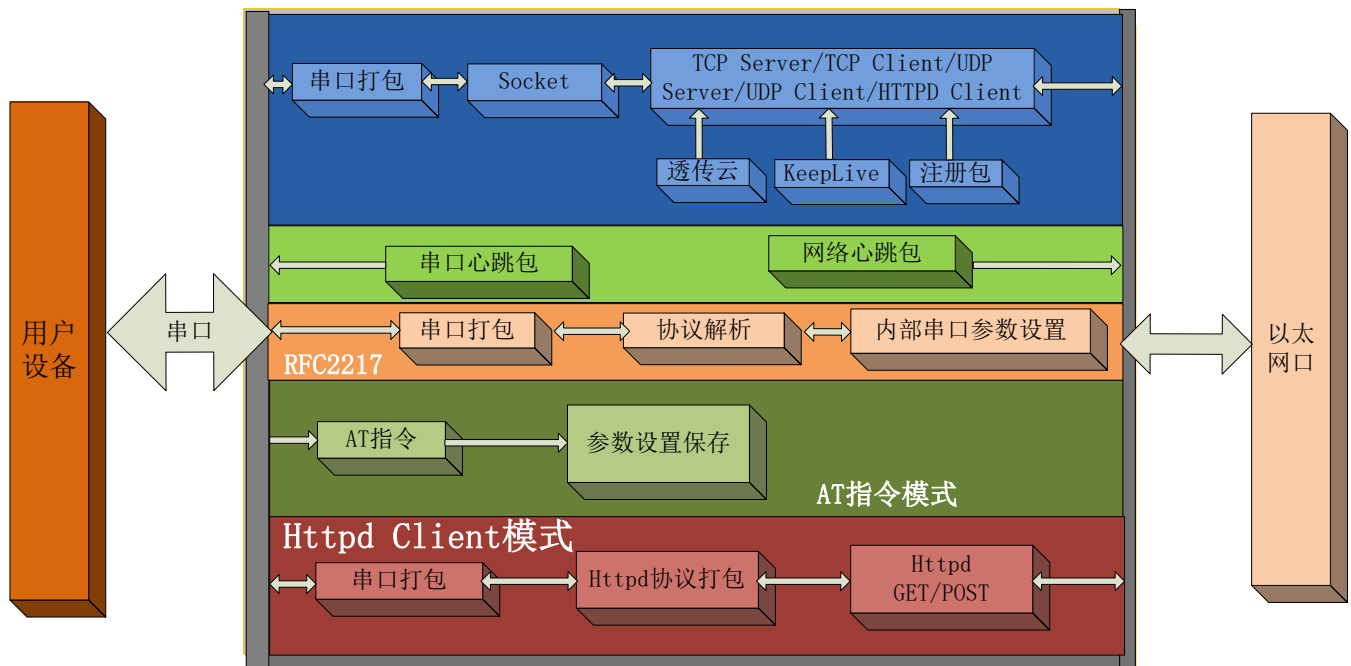 串口打包
Socket
TCP Server/TCP Client/UDP
Server/UDP Client/HTTPD Client
透传云
KeepLive
注册包
串口心跳包
网络心跳包
用户
设备
串口
串口打包
协议解析
内部串口参数设置
RFC2217
以太
网口
AT指令
参数设置保存
AT指令模式
Httpd Client模式
串口打包
Httpd协议打包
Httpd
GET/POST